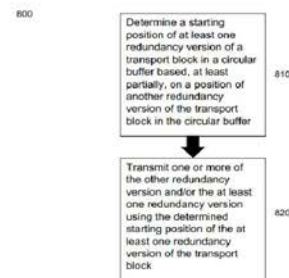 800
Determine a starting
position of at least one
redundancy version of a
transport block in a circular
buffer based, at least
partially, on a position of
another redundancy
version of the transport
block in the circular buffer
810
Transmit one or more of
the other redundancy
version and/or the at least
one redundancy version
using the determined
starting position of the at
least one redundancy
version of the transport
block
820